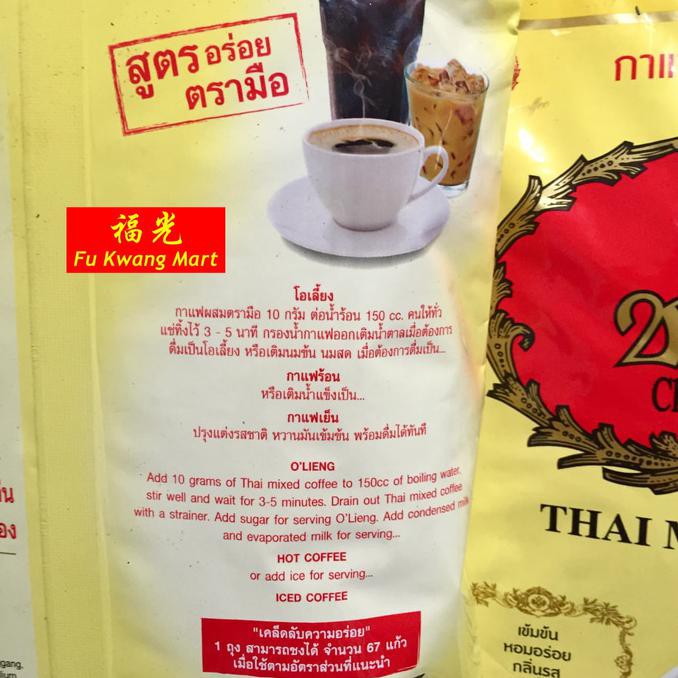 สูตรอร่อย
ตรามือ
福光
Fu Kwang Mart
โอเลี้ยง
กาแฟผสมตรามือ 10 กรัม ต่อน้ำร้อน 150 cc. คนให้ทั่ว
แช่ทิ้งไว้ 3 - 5 นาที กรองน้ำกาแฟออกเติมน้ำตาลเมื่อต้องการ
ดื่มเป็นโอเลี้ยง หรือเติมนมข้น นมสด เมื่อต้องการดื่มเป็น...
กาแฟร้อน
หรือเติมน้ำแข็งเป็น...
กาแฟเย็น
ปรุงแต่งรสชาติ หวานมันเข้มข้น พร้อมดื่มได้ทันที
O'LIENG
Add 10 grams of Thai mixed coffee to 150cc of boiling water,
stir well and wait for 3-5 minutes. Drain out Thai mixed coffee
with a strainer. Add sugar for serving O'Lieng. Add condensed milk
and evaporated milk for serving...
HOT COFFEE
or add ice for serving...
ICED COFFEE
"เคล็ดลับความอร่อย"
1 ถุง สามารถชงได้ จำนวน 67 แก้ว
เมื่อใช้ตามอัตราส่วนที่แนะนำ
THAI
เข้มข้น
หอมอร่อย
กลิ่นรส